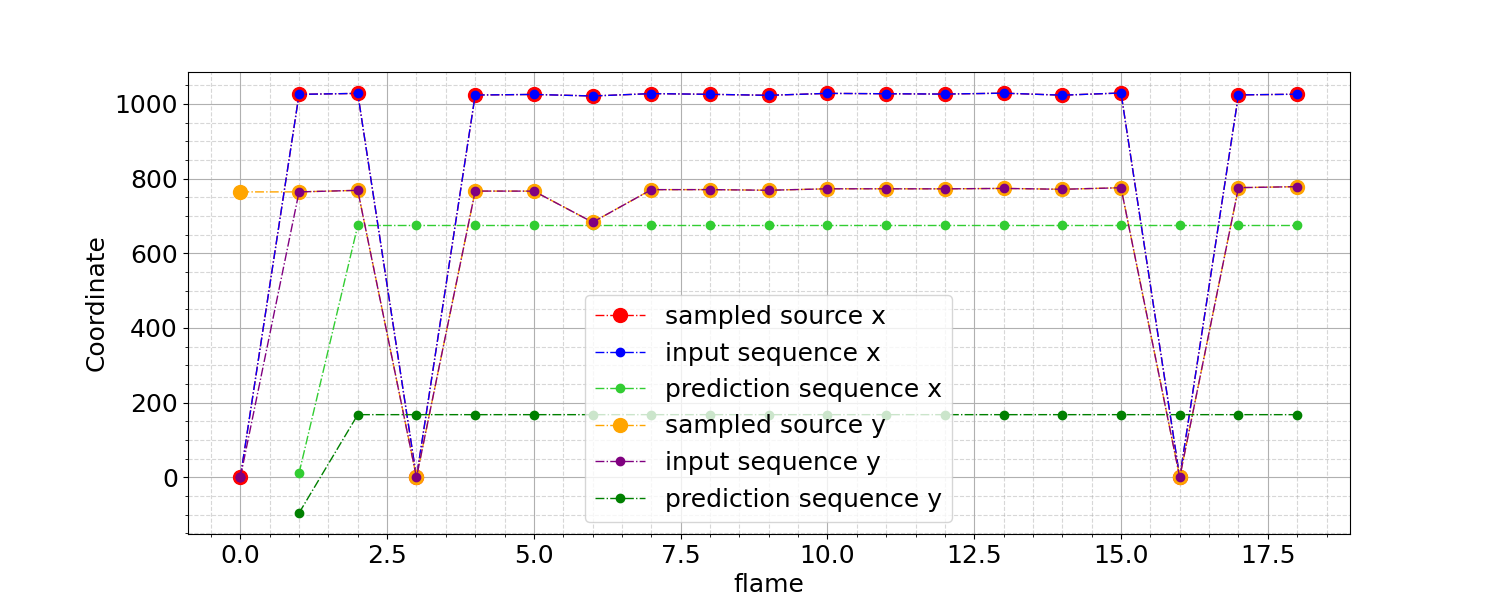 1000
800
600
400
200
0
Coordinate
sampled source x
input sequence x
prediction sequence x
sampled source y
input sequence y
prediction sequence y
0.0 2.5 5.0 7.5 10.0 12.5 15.0 17.5
flame